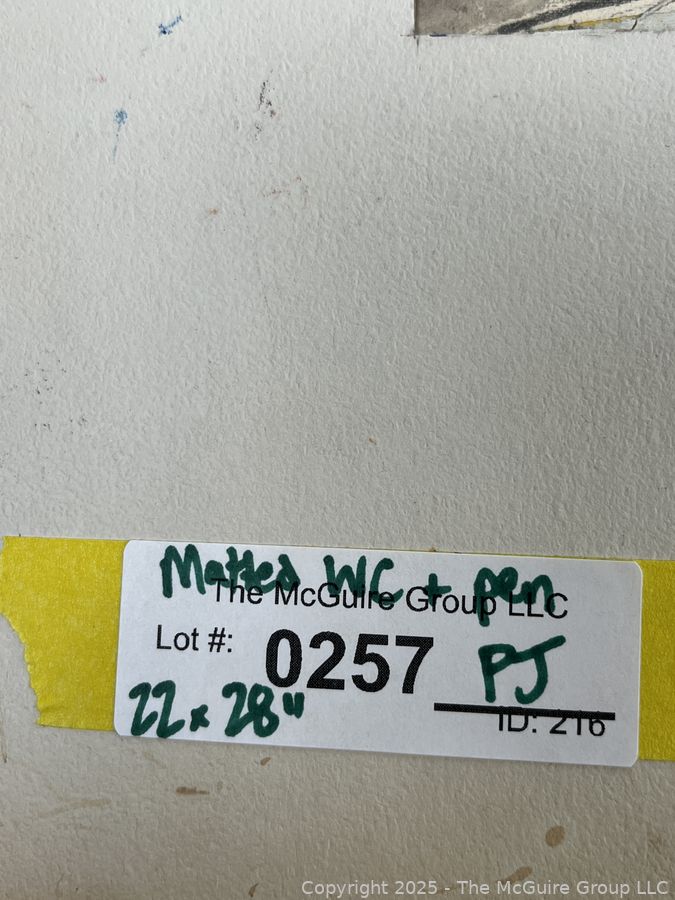 Matted WC + pen
The McGuire Group LLC
Lot #: 0257 PJ
22 x 28"
ID: 216
Copyright 2025 - The McGuire Group LLC